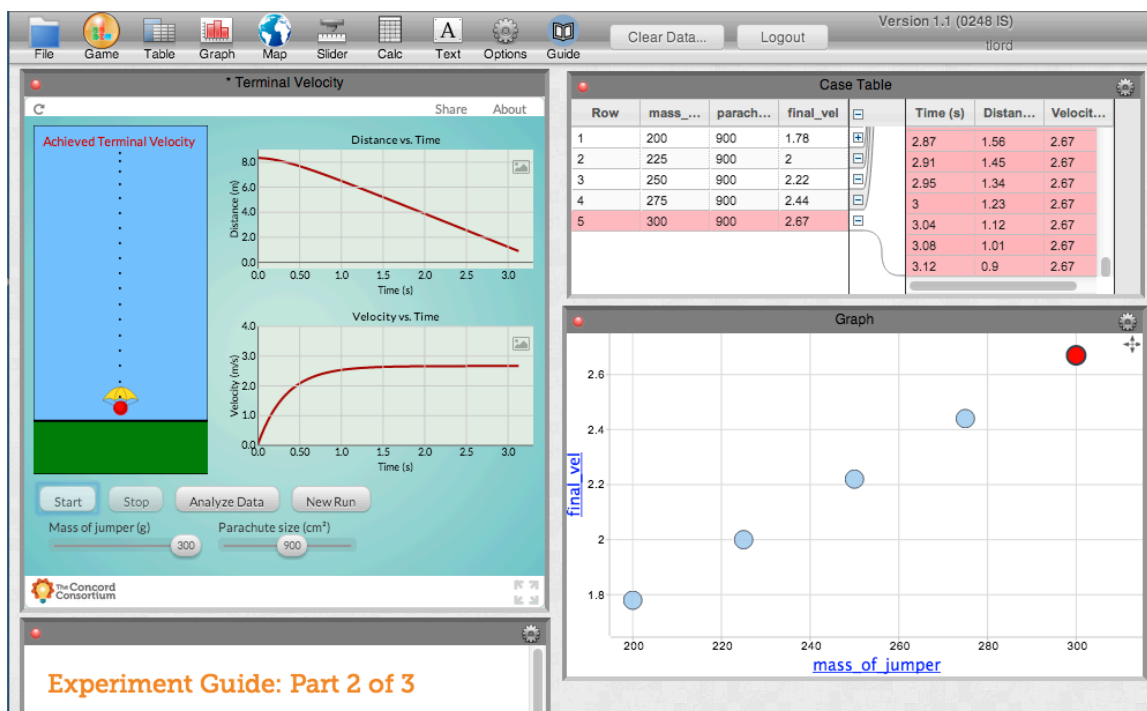 Version 1.1 (0248 IS)
tlord
File Game Table Graph Map Slider Calc Text Options Guide
A
Clear Data... Logout
* Terminal Velocity
Share About
Achieved Terminal Velocity
Distance vs. Time
Distance (m)
8.0
6.0
4.0
2.0
0.0
0.0 0.50 1.0 1.5 2.0 2.5 3.0
Time (s)
Velocity vs. Time
Velocity (m/s)
4.0
3.0
2.0
1.0
0.0
0.0 0.50 1.0 1.5 2.0 2.5 3.0
Time (s)
Start Stop Analyze Data New Run
Mass of jumper (g) Parachute size (cm²)
300 900
The Concord
Consortium
Experiment Guide: Part 2 of 3
Case Table
Row mass_... parach... final_vel
1 200 900 1.78
2 225 900 2
3 250 900 2.22
4 275 900 2.44
5 300 900 2.67
Time (s) Distan... Velocit...
2.87 1.56 2.67
2.91 1.45 2.67
2.95 1.34 2.67
3 1.23 2.67
3.04 1.12 2.67
3.08 1.01 2.67
3.12 0.9 2.67
Graph
final_vel
2.6
2.4
2.2
2
1.8
200 220 240 260 280 300
mass_of_jumper